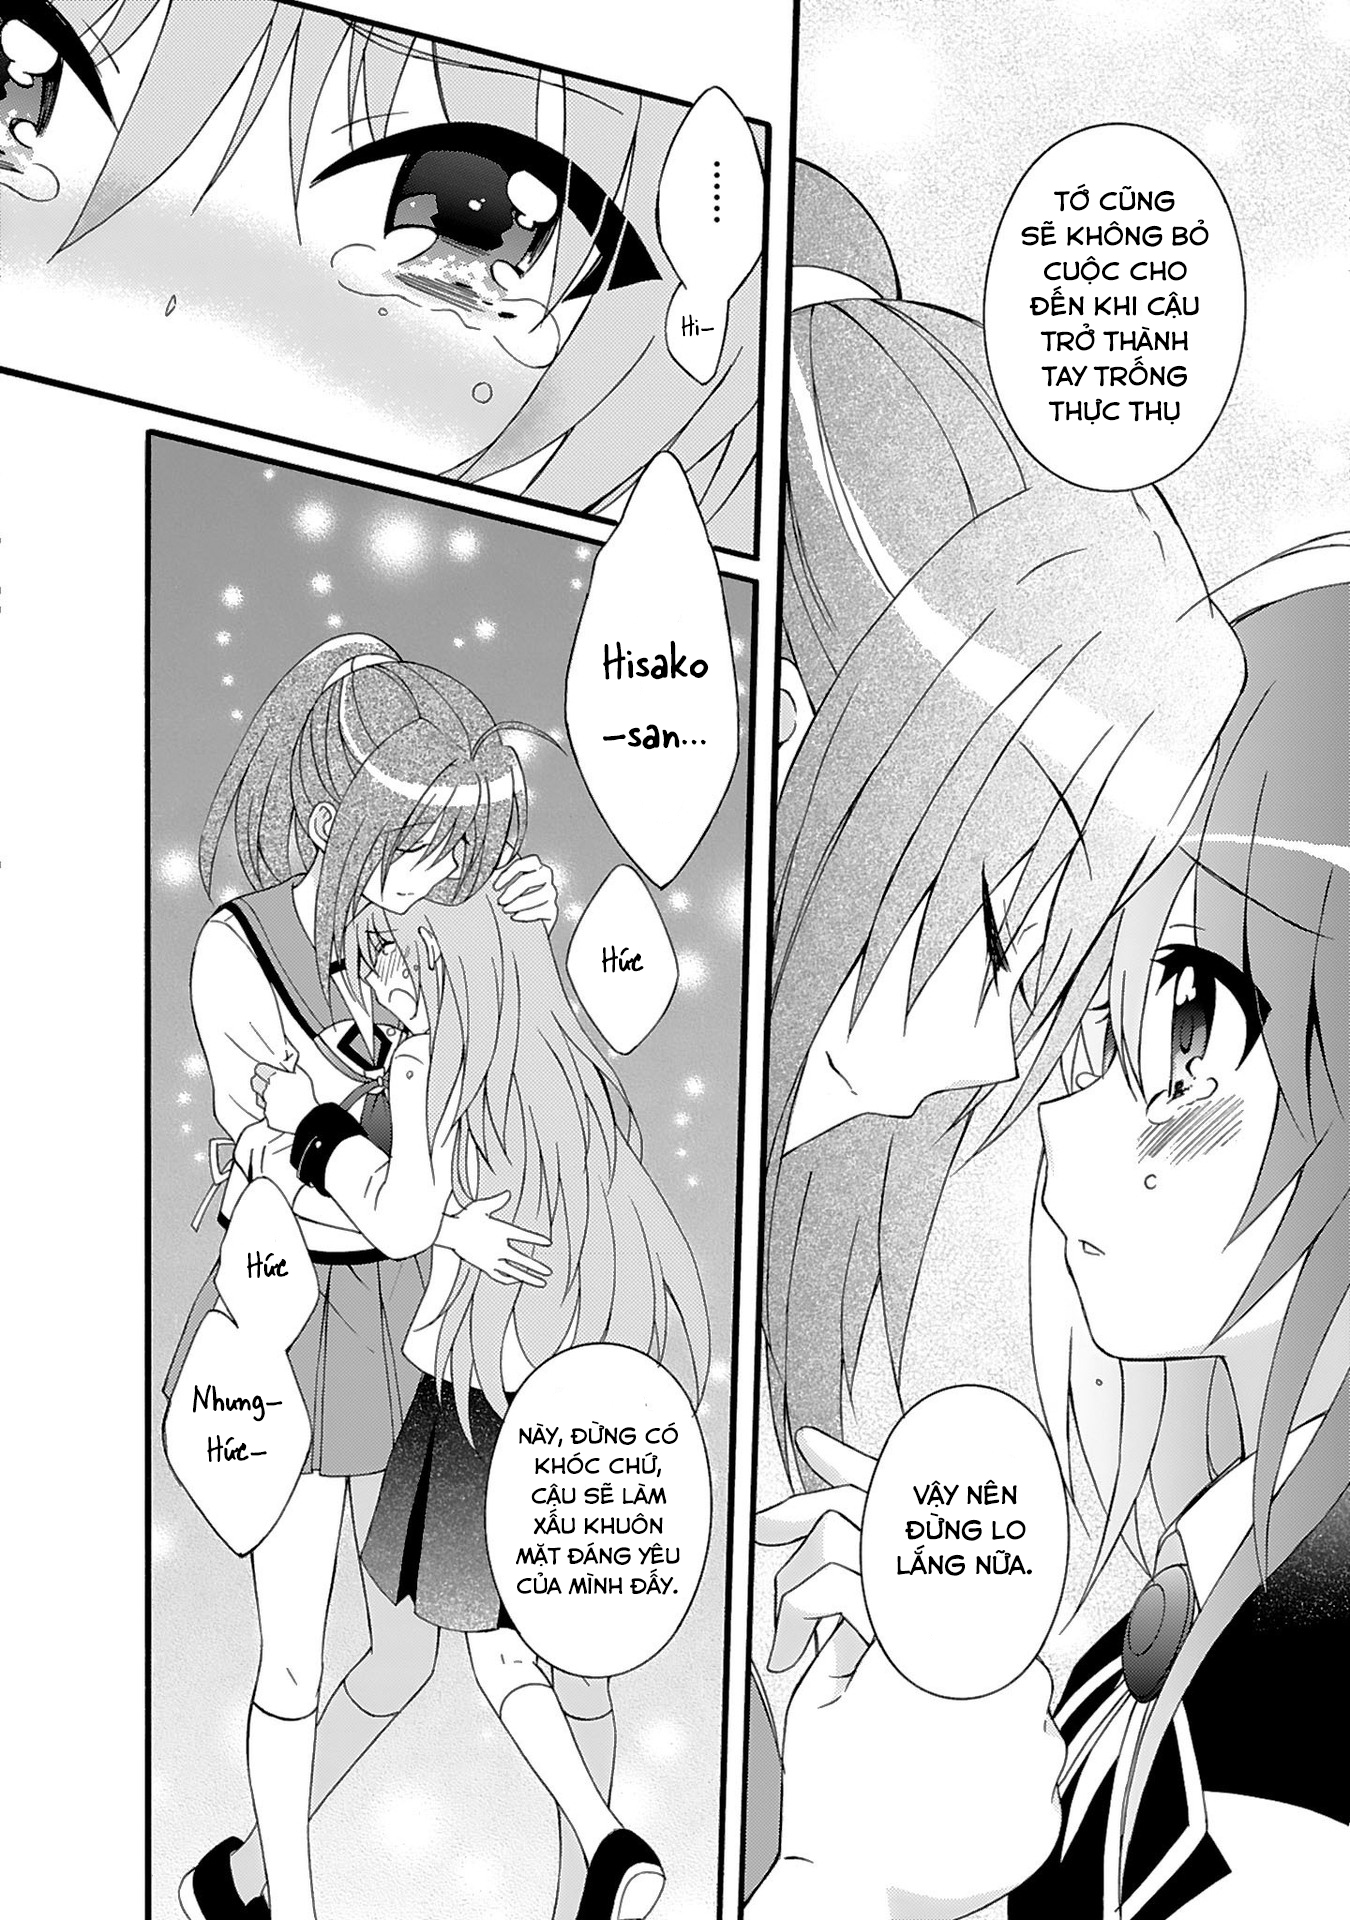 TỚ CŨNG
SẼ KHÔNG BỎ
CUỘC CHO
ĐẾN KHI CẬU
TRỞ THÀNH
TAY TRỐNG
THỰC THỤ
VẬY NÊN
ĐỪNG LO
LẮNG NỮA.
........
Hi-
Hisako
-san...
Hức
NÀY, ĐỪNG CÓ
KHÓC CHỨ,
CẬU SẼ LÀM
XẤU KHUÔN
MẶT ĐÁNG YÊU
CỦA MÌNH ĐẤY.
Hức
Nhưng-
Hức-